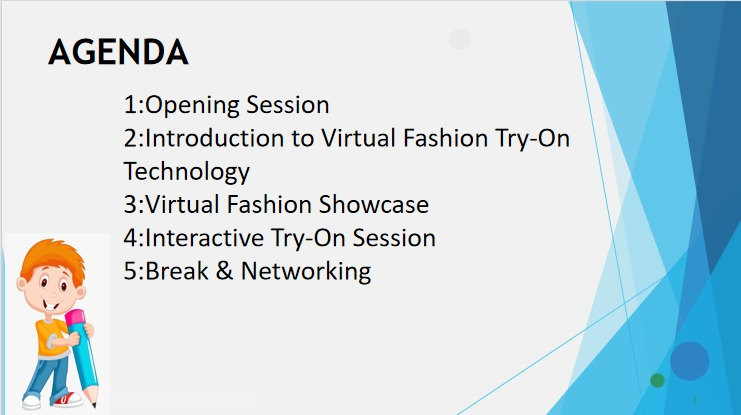 AGENDA
1:Opening Session
2:Introduction to Virtual Fashion Try-On
Technology
3:Virtual Fashion Showcase
4:Interactive Try-On Session
5:Break & Networking
1